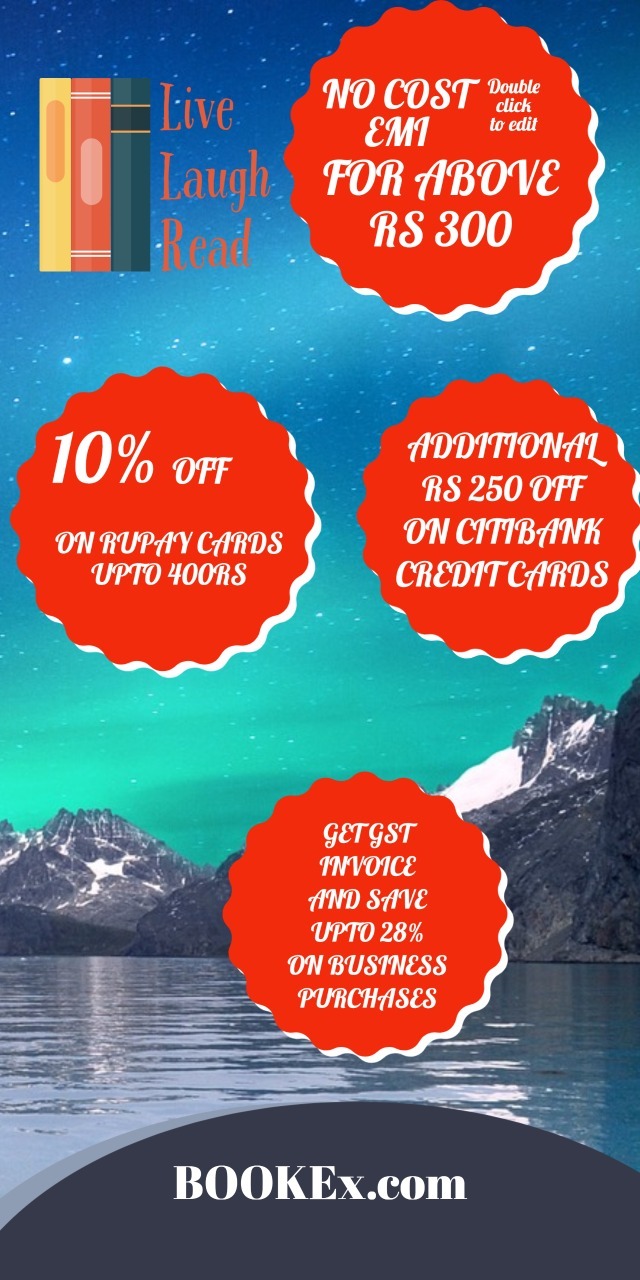 Live
Laugh
Read
NO COST
EMI
FOR ABOVE
RS 300
Double
click
to edit
10% OFF
ON RUPAY CARDS
UPTO 400RS
ADDITIONAL
RS 250 OFF
ON CITIBANK
CREDIT CARDS
GET GST
INVOICE
AND SAVE
UPTO 28%
ON BUSINESS
PURCHASES
BOOKEx.com